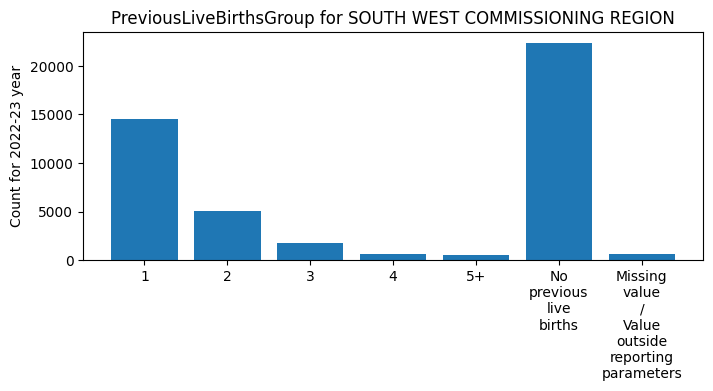 PreviousLiveBirthsGroup for SOUTH WEST COMMISSIONING REGION
Count for 2022-23 year
20000
15000
10000
5000
0
1
2
3
4
5+
No
previous
live
births
Missing
value
/
Value
outside
reporting
parameters